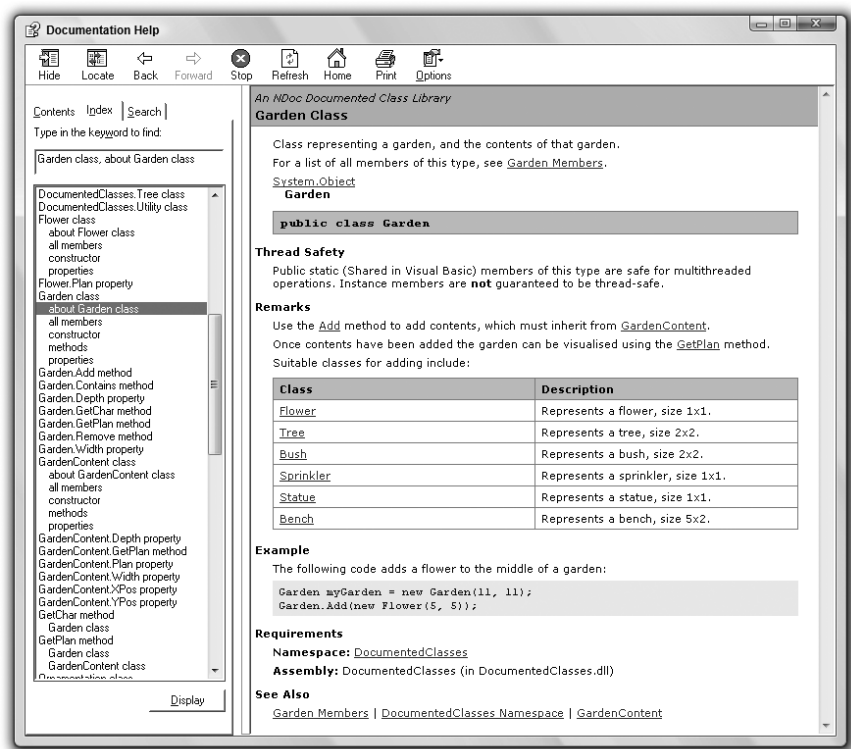 Documentation Help
Hide Locate Back Forward Stop Refresh Home Print Options
Contents Index Search
Type in the keyword to find:
Garden class, about Garden class
DocumentedClasses.Tree class
DocumentedClasses.Utility class
Flower class
about Flower class
all members
constructor
properties
Flower.Plan property
Garden class
about Garden class
all members
constructor
methods
properties
Garden.Add method
Garden.Contains method
Garden.Depth property
Garden.GetChar method
Garden.GetPlan method
Garden.Remove method
Garden.Width property
GardenContent class
about GardenContent class
all members
constructor
methods
properties
GardenContent.Depth property
GardenContent.GetPlan method
GardenContent.Plan property
GardenContent.Width property
GardenContent.XPos property
GardenContent.YPos property
GetChar method
Garden class
GetPlan method
Garden class
GardenContent class
Ornamentation class
Display
An NDoc Documented Class Library
Garden Class
Class representing a garden, and the contents of that garden.
For a list of all members of this type, see Garden Members.
System.Object
Garden
public class Garden
Thread Safety
Public static (Shared in Visual Basic) members of this type are safe for multithreaded
operations. Instance members are not guaranteed to be thread-safe.
Remarks
Use the Add method to add contents, which must inherit from GardenContent.
Once contents have been added the garden can be visualised using the GetPlan method.
Suitable classes for adding include:
Class Description
Flower Represents a flower, size 1x1.
Tree Represents a tree, size 2x2.
Bush Represents a bush, size 2x2.
Sprinkler Represents a sprinkler, size 1x1.
Statue Represents a statue, size 1x1.
Bench Represents a bench, size 5x2.
Example
The following code adds a flower to the middle of a garden:
Garden myGarden = new Garden(11, 11);
Garden.Add(new Flower(5, 5));
Requirements
Namespace: DocumentedClasses
Assembly: DocumentedClasses (in DocumentedClasses.dll)
See Also
Garden Members | DocumentedClasses Namespace | GardenContent